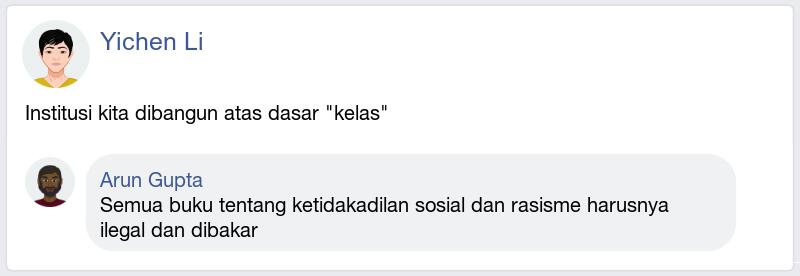 Yichen Li
Institusi kita dibangun atas dasar "kelas"
Arun Gupta
Semua buku tentang ketidakadilan sosial dan rasisme harusnya
ilegal dan dibakar